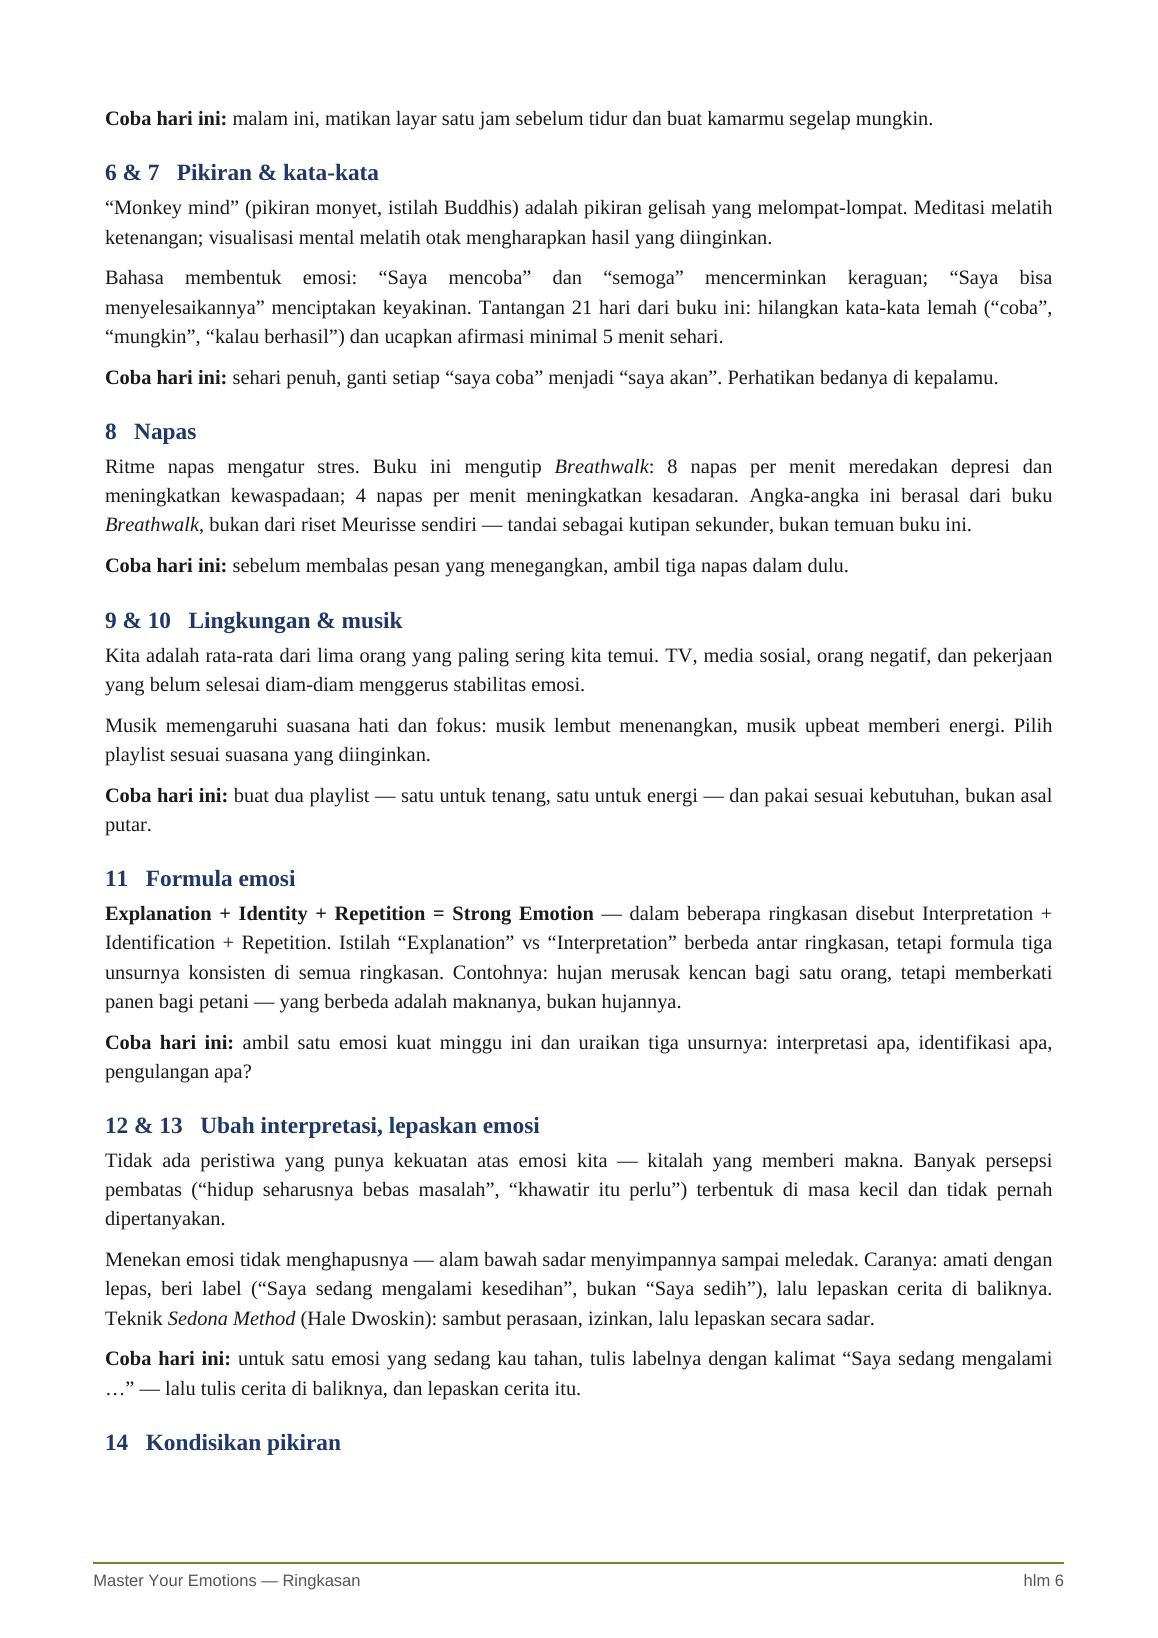 Coba hari ini: malam ini, matikan layar satu jam sebelum tidur dan buat kamarmu segelap mungkin.
6 & 7 Pikiran & kata-kata
“Monkey mind” (pikiran monyet, istilah Buddhis) adalah pikiran gelisah yang melompat-lompat. Meditasi melatih
ketenangan; visualisasi mental melatih otak mengharapkan hasil yang diinginkan.
Bahasa membentuk emosi: “Saya mencoba” dan “semoga” mencerminkan keraguan; “Saya bisa
menyelesaikannya” menciptakan keyakinan. Tantangan 21 hari dari buku ini: hilangkan kata-kata lemah (“coba”,
“mungkin”, “kalau berhasil”) dan ucapkan afirmasi minimal 5 menit sehari.
Coba hari ini: sehari penuh, ganti setiap “saya coba” menjadi “saya akan”. Perhatikan bedanya di kepalamu.
8 Napas
Ritme napas mengatur stres. Buku ini mengutip Breathwalk: 8 napas per menit meredakan depresi dan
meningkatkan kewaspadaan; 4 napas per menit meningkatkan kesadaran. Angka-angka ini berasal dari buku
Breathwalk, bukan dari riset Meurisse sendiri — tandai sebagai kutipan sekunder, bukan temuan buku ini.
Coba hari ini: sebelum membalas pesan yang menegangkan, ambil tiga napas dalam dulu.
9 & 10 Lingkungan & musik
Kita adalah rata-rata dari lima orang yang paling sering kita temui. TV, media sosial, orang negatif, dan pekerjaan
yang belum selesai diam-diam menggerus stabilitas emosi.
Musik memengaruhi suasana hati dan fokus: musik lembut menenangkan, musik upbeat memberi energi. Pilih
playlist sesuai suasana yang diinginkan.
Coba hari ini: buat dua playlist — satu untuk tenang, satu untuk energi — dan pakai sesuai kebutuhan, bukan asal
putar.
11 Formula emosi
Explanation + Identity + Repetition = Strong Emotion — dalam beberapa ringkasan disebut Interpretation +
Identification + Repetition. Istilah “Explanation” vs “Interpretation” berbeda antar ringkasan, tetapi formula tiga
unsurnya konsisten di semua ringkasan. Contohnya: hujan merusak kencan bagi satu orang, tetapi memberkati
panen bagi petani — yang berbeda adalah maknanya, bukan hujannya.
Coba hari ini: ambil satu emosi kuat minggu ini dan uraikan tiga unsurnya: interpretasi apa, identifikasi apa,
pengulangan apa?
12 & 13 Ubah interpretasi, lepaskan emosi
Tidak ada peristiwa yang punya kekuatan atas emosi kita — kitalah yang memberi makna. Banyak persepsi
pembatas (“hidup seharusnya bebas masalah”, “khawatir itu perlu”) terbentuk di masa kecil dan tidak pernah
dipertanyakan.
Menekan emosi tidak menghapusnya — alam bawah sadar menyimpannya sampai meledak. Caranya: amati dengan
lepas, beri label (“Saya sedang mengalami kesedihan”, bukan “Saya sedih”), lalu lepaskan cerita di baliknya.
Teknik Sedona Method (Hale Dwoskin): sambut perasaan, izinkan, lalu lepaskan secara sadar.
Coba hari ini: untuk satu emosi yang sedang kau tahan, tulis labelnya dengan kalimat “Saya sedang mengalami
…” — lalu tulis cerita di baliknya, dan lepaskan cerita itu.
14 Kondisikan pikiran
Master Your Emotions — Ringkasan
hlm 6